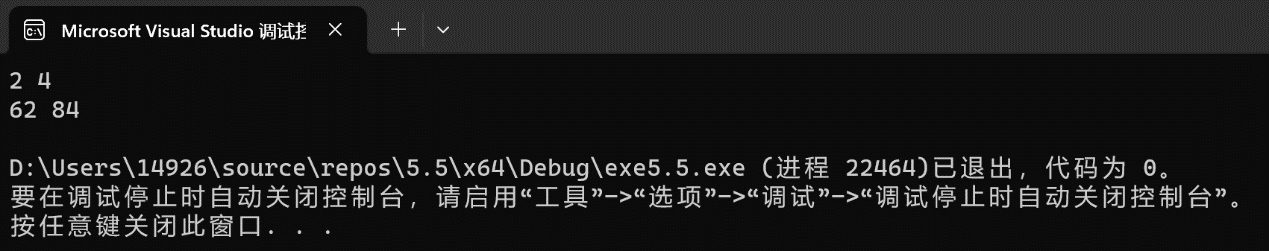 Microsoft Visual Studio 调试控
2 4
62 84
D:\Users\14926\source\repos\5.5\x64\Debug\exe5.5.exe (进程 22464)已退出，代码为 0。
要在调试停止时自动关闭控制台，请启用“工具”->“选项”->“调试”->“调试停止时自动关闭控制台”。
按任意键关闭此窗口. . .